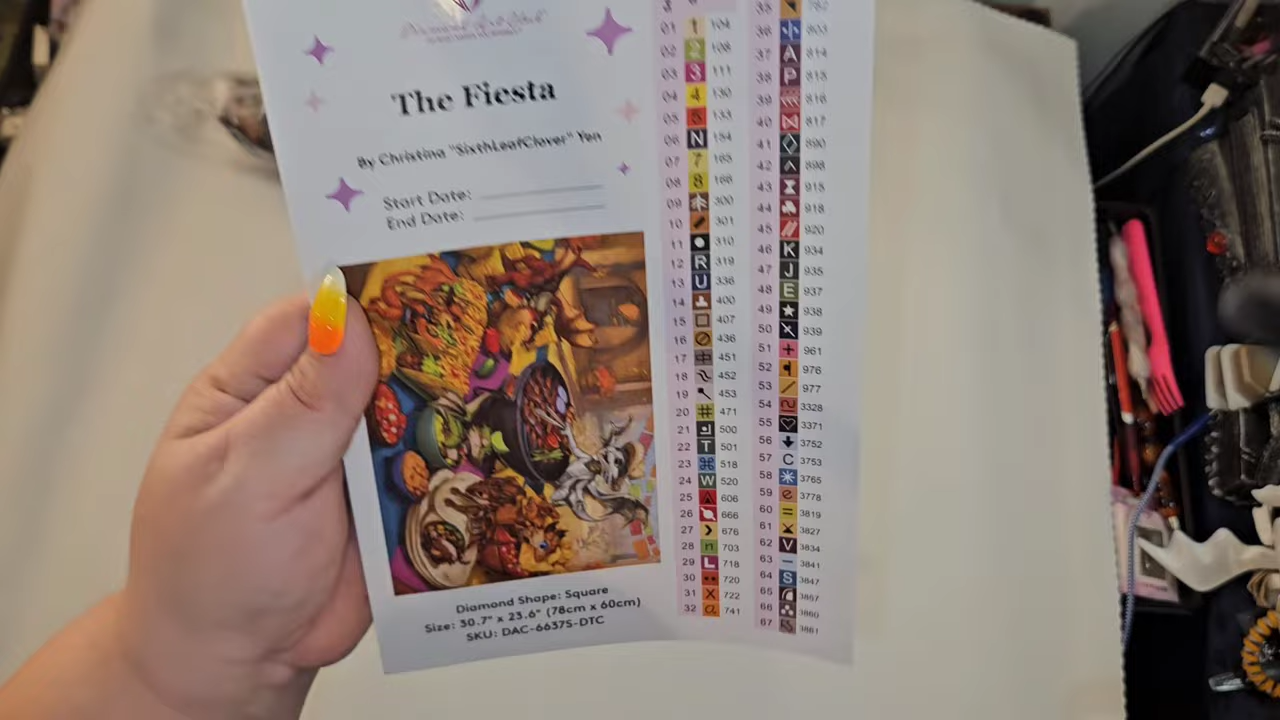 The Fiesta
By Christina "SixthLeafClover" Yen
Start Date:
End Date:
Diamond Shape: Square
Size: 30.7" x 23.6" (78cm x 60cm)
SKU: DAC-6637S-DTC
01 1 104
02 2 108
03 3 111
04 4 130
05 5 133
06 N 154
07 7 165
08 8 166
09 300
10 301
11 310
12 R 319
13 U 336
14 400
15 407
16 436
17 451
18 452
19 453
20 # 471
21 500
22 T 501
23 ⌘ 518
24 W 520
25 606
26 666
27 676
28 n 703
29 L 718
30 720
31 X 722
32 α 741
35
36 803
37 A 814
38 P 815
39 816
40 817
41 890
42 898
43 915
44 918
45 920
46 K 934
47 J 935
48 E 937
49 ★ 938
50 939
51 + 961
52 976
53 / 977
54 3328
55 3371
56 3752
57 C 3753
58 3765
59 e 3778
60 = 3819
61 3827
62 V 3834
63 – 3841
64 S 3847
65 3857
66 3860
67 3861